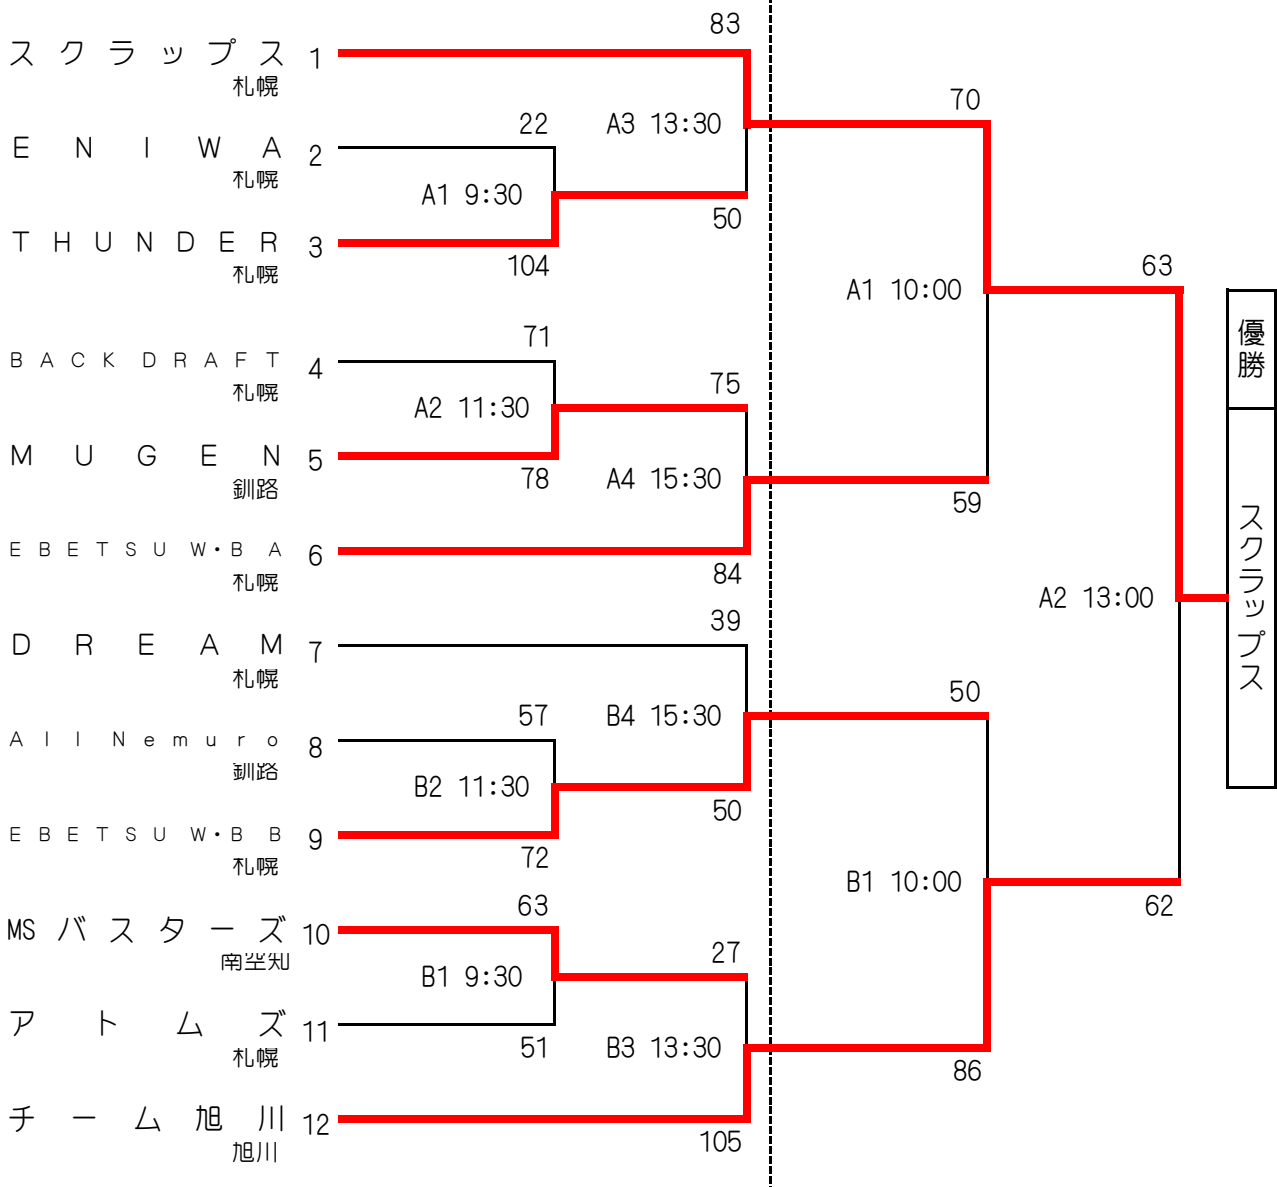 83
スクラップス 1
札幌
70
A3 13:30
22
ENIWA 2
札幌
A1 9:30
50
THUNDER 3
札幌
104
A1 10:00
63
71
BACK DRAFT 4
札幌
75
A2 11:30
優勝
MUGEN 5
釧路
78
A4 15:30
59
EBETSU W・B A 6
札幌
84
スクラップス
A2 13:00
39
DREAM 7
札幌
50
57
B4 15:30
All Nemuro 8
釧路
B2 11:30
50
EBETSU W・B B 9
札幌
72
B1 10:00
62
63
MSバスターズ 10
南空知
27
B1 9:30
アトムズ 11
札幌
51
B3 13:30
86
チーム旭川 12
旭川
105